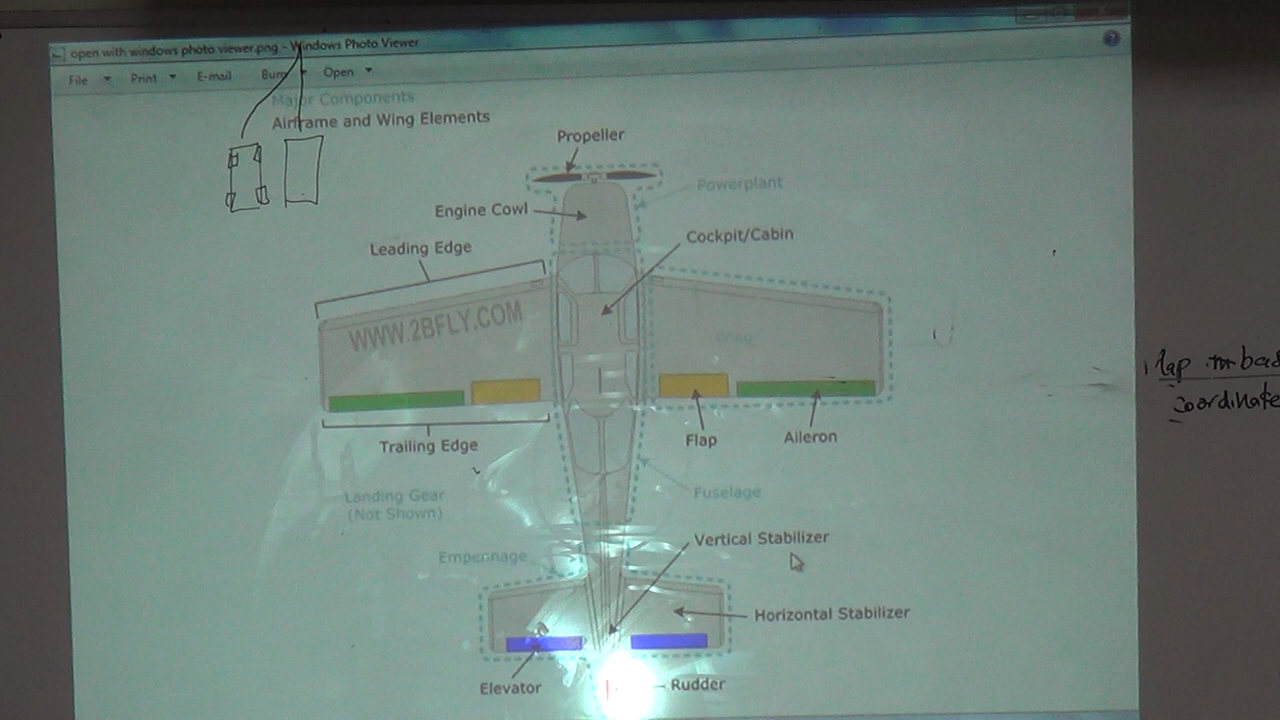 open with windows photo viewer.png - Windows Photo Viewer
File Print E-mail Burn Open
Major Components
Airframe and Wing Elements
Propeller
Powerplant
Engine Cowl
Cockpit/Cabin
Leading Edge
WWW.2BFLY.COM
Wing
Flap
Aileron
Trailing Edge
Landing Gear
(Not Shown)
Fuselage
Vertical Stabilizer
Empennage
Horizontal Stabilizer
Elevator
Rudder
coordinate